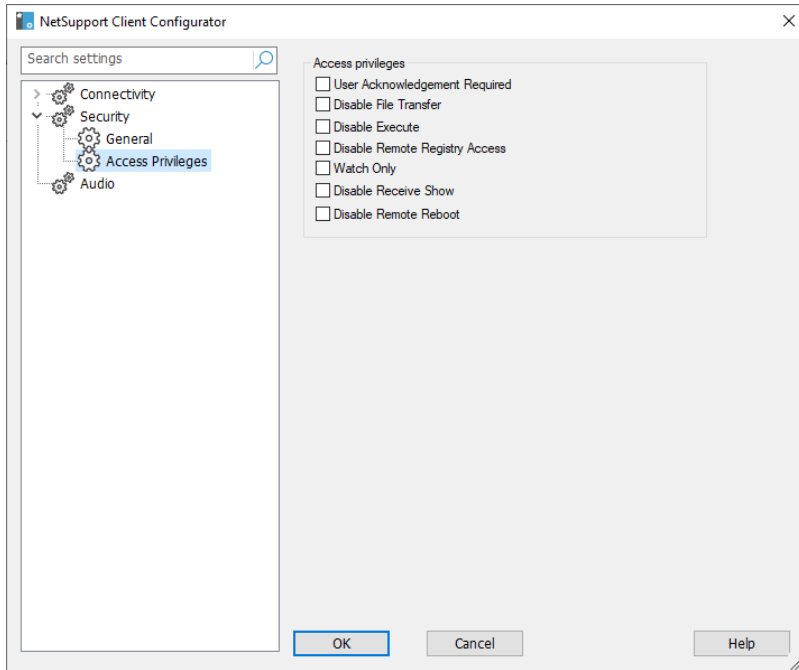 NetSupport Client Configurator
Search settings
Connectivity
Security
General
Access Privileges
Audio
Access privileges
User Acknowledgement Required
Disable File Transfer
Disable Execute
Disable Remote Registry Access
Watch Only
Disable Receive Show
Disable Remote Reboot
OK
Cancel
Help